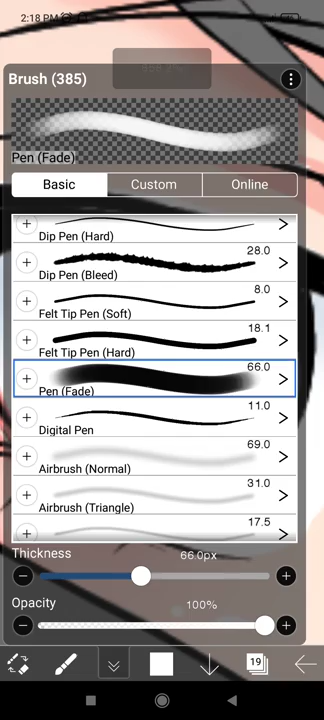 2:18 PM
Brush (385)
Pen (Fade)
Basic
Custom
Online
Dip Pen (Hard)
28.0
Dip Pen (Bleed)
8.0
Felt Tip Pen (Soft)
18.1
Felt Tip Pen (Hard)
66.0
Pen (Fade)
11.0
Digital Pen
69.0
Airbrush (Normal)
31.0
Airbrush (Triangle)
17.5
Thickness
66.0px
Opacity
100%
19